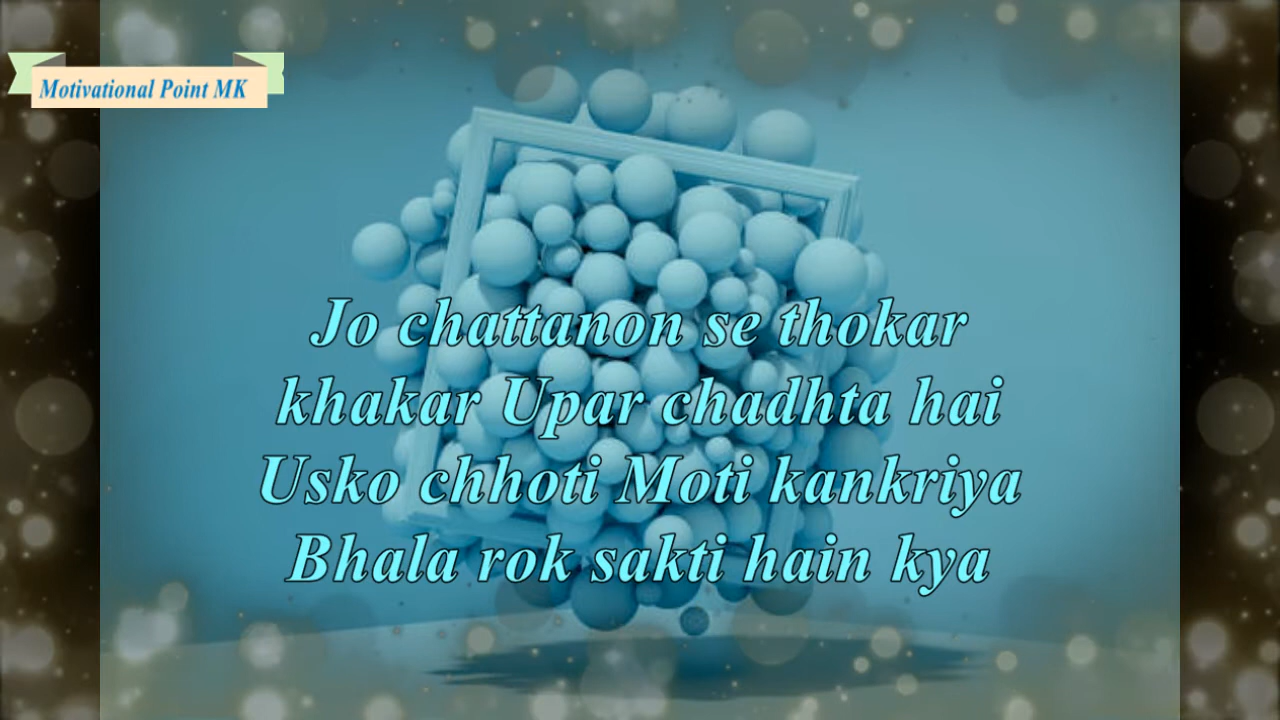 Motivational Point MK
Jo chattanon se thokar
khakar Upar chadhta hai
Usko chhoti Moti kankriya
Bhala rok sakti hain kya